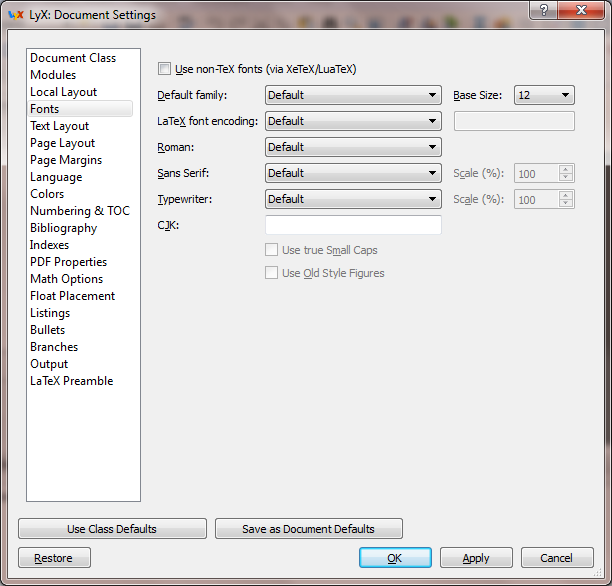 LyX: Document Settings
Document Class
Modules
Local Layout
Fonts
Text Layout
Page Layout
Page Margins
Language
Colors
Numbering & TOC
Bibliography
Indexes
PDF Properties
Math Options
Float Placement
Listings
Bullets
Branches
Output
LaTeX Preamble
Use non-TeX fonts (via XeTeX/LuaTeX)
Default family: Default Base Size: 12
LaTeX font encoding: Default
Roman: Default
Sans Serif: Default Scale (%): 100
Typewriter: Default Scale (%): 100
CJK:
Use true Small Caps
Use Old Style Figures
Use Class Defaults Save as Document Defaults
Restore OK Apply Cancel